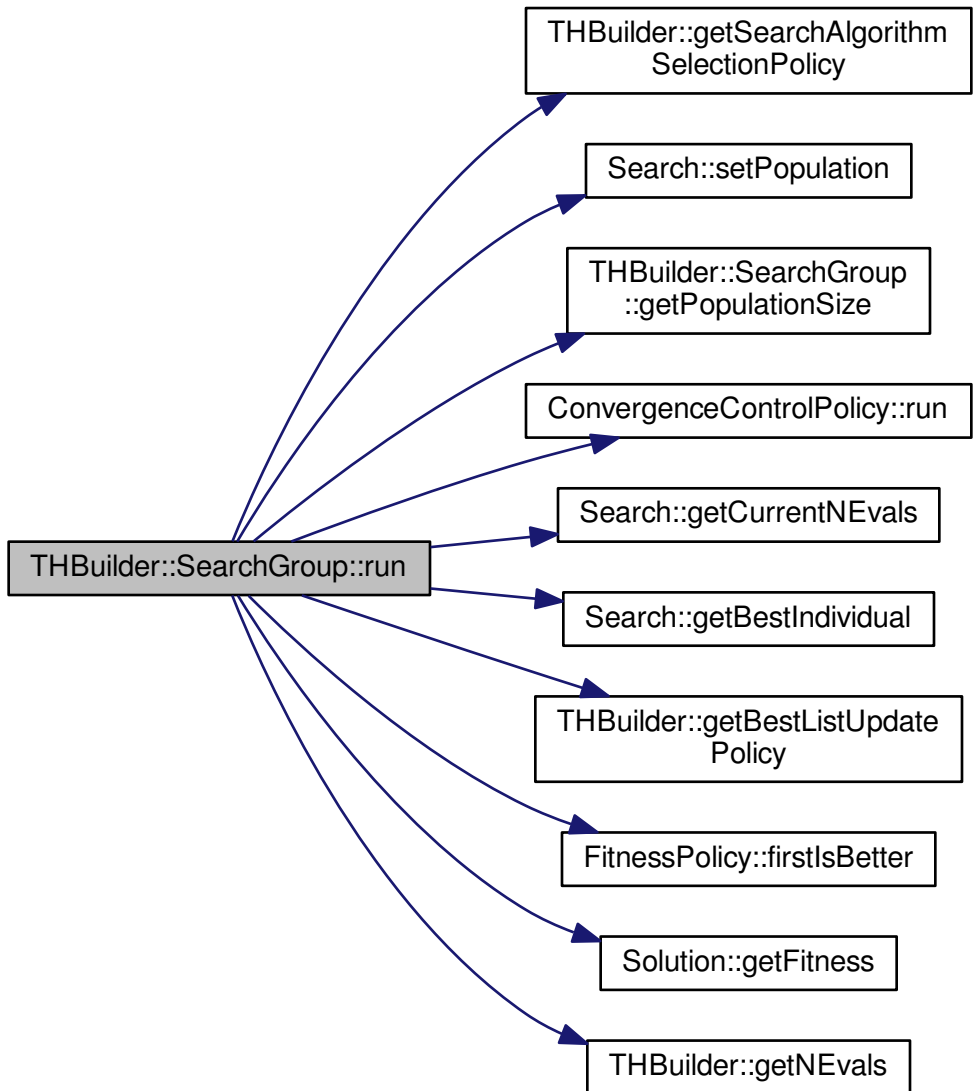 THBuilder::getSearchAlgorithm
SelectionPolicy
Search::setPopulation
THBuilder::SearchGroup
::getPopulationSize
ConvergenceControlPolicy::run
Search::getCurrentNEvals
THBuilder::SearchGroup::run
Search::getBestIndividual
THBuilder::getBestListUpdate
Policy
FitnessPolicy::firstIsBetter
Solution::getFitness
THBuilder::getNEvals